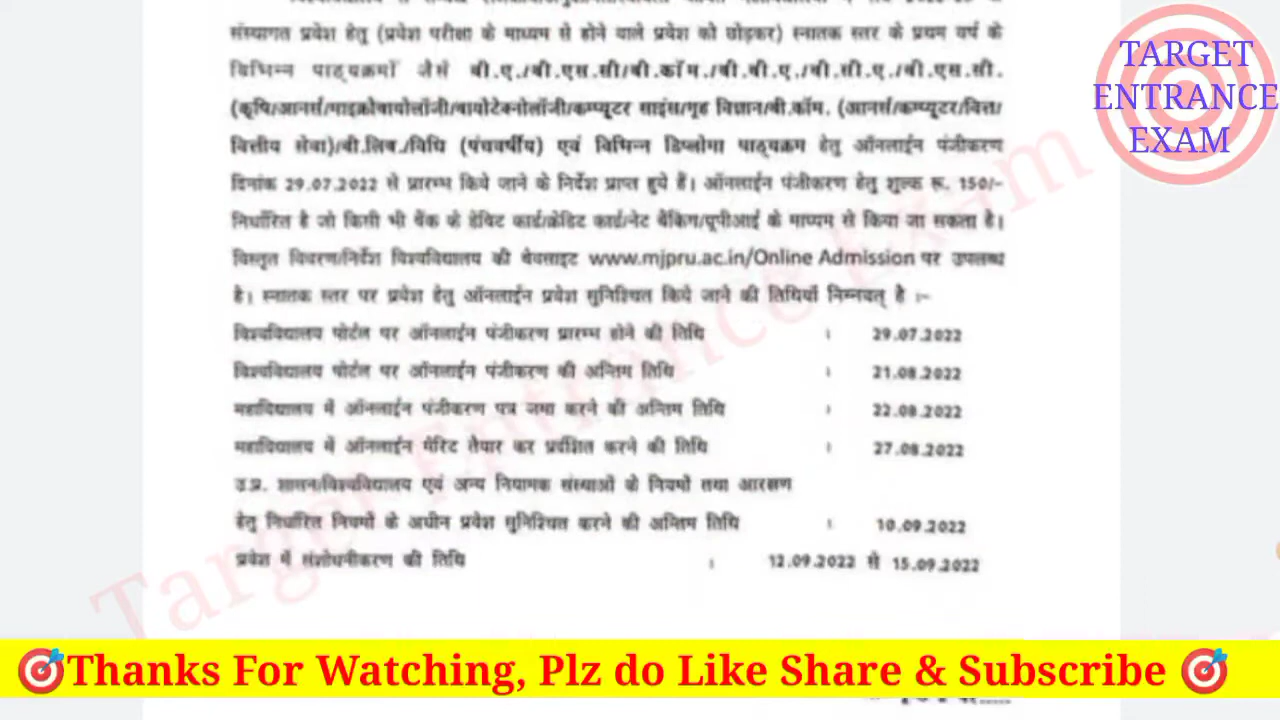 संस्थागत प्रवेश हेतु (प्रवेश परीक्षा के माध्यम से होने वाले प्रवेश को छोड़कर) स्नातक स्तर के प्रथम वर्ष के
विभिन्न पाठ्यक्रमों जैसे बी.ए./बी.एस.सी/बी.कॉम./बी.बी.ए./बी.सी.ए./बी.एस.सी.
(कृषि/आनर्स/माइक्रोबायोलॉजी/बायोटेक्नोलॉजी/कम्प्यूटर साइंस/गृह विज्ञान/बी.कॉम. (आनर्स/कम्प्यूटर/वित्त/
वित्तीय सेवा)/बी.लिब./विधि (पंचवर्षीय) एवं विभिन्न डिप्लोमा पाठ्यक्रम हेतु ऑनलाईन पंजीकरण
दिनांक 29.07.2022 से प्रारम्भ किये जाने के निर्देश प्राप्त हुये हैं। ऑनलाईन पंजीकरण हेतु शुल्क रू. 150/-
निर्धारित है जो किसी भी बैंक के डेबिट कार्ड/क्रेडिट कार्ड/नेट बैंकिंग/यूपीआई के माध्यम से किया जा सकता है।
विस्तृत विवरण/निर्देश विश्वविद्यालय की बेवसाइट www.mjpru.ac.in/Online Admission पर उपलब्ध
है। स्नातक स्तर पर प्रवेश हेतु ऑनलाईन प्रवेश सुनिश्चित किये जाने की तिथियाँ निम्नवत् है :-
विश्वविद्यालय पोर्टल पर ऑनलाईन पंजीकरण प्रारम्भ होने की तिथि : 29.07.2022
विश्वविद्यालय पोर्टल पर ऑनलाईन पंजीकरण की अन्तिम तिथि : 21.08.2022
महाविद्यालय में ऑनलाईन पंजीकरण पत्र जमा करने की अन्तिम तिथि : 22.08.2022
महाविद्यालय में ऑनलाईन मेरिट तैयार कर प्रदर्शित करने की तिथि : 27.08.2022
उ.प्र. शासन/विश्वविद्यालय एवं अन्य नियामक संस्थाओं के नियमों तथा आरक्षण
हेतु निर्धारित नियमों के अधीन प्रवेश सुनिश्चित करने की अन्तिम तिथि : 10.09.2022
प्रवेश में संशोधनीकरण की तिथि : 12.09.2022 से 15.09.2022
TARGET
ENTRANCE
EXAM
Target Entrance Exam
🎯Thanks For Watching, Plz do Like Share & Subscribe 🎯